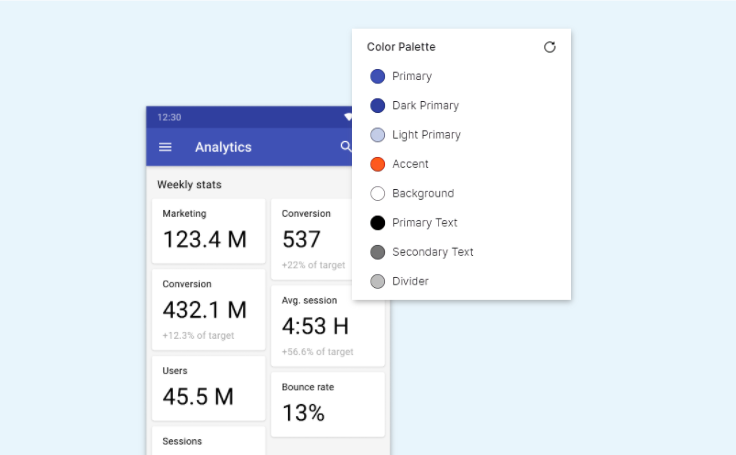 Color Palette
Primary
Dark Primary
Light Primary
Accent
Background
Primary Text
Secondary Text
Divider
12:30
Analytics
Weekly stats
Marketing
123.4 M
Conversion
432.1 M
+12.3% of target
Users
45.5 M
Sessions
Conversion
537
+22% of target
Avg. session
4:53 H
+56.6% of target
Bounce rate
13%